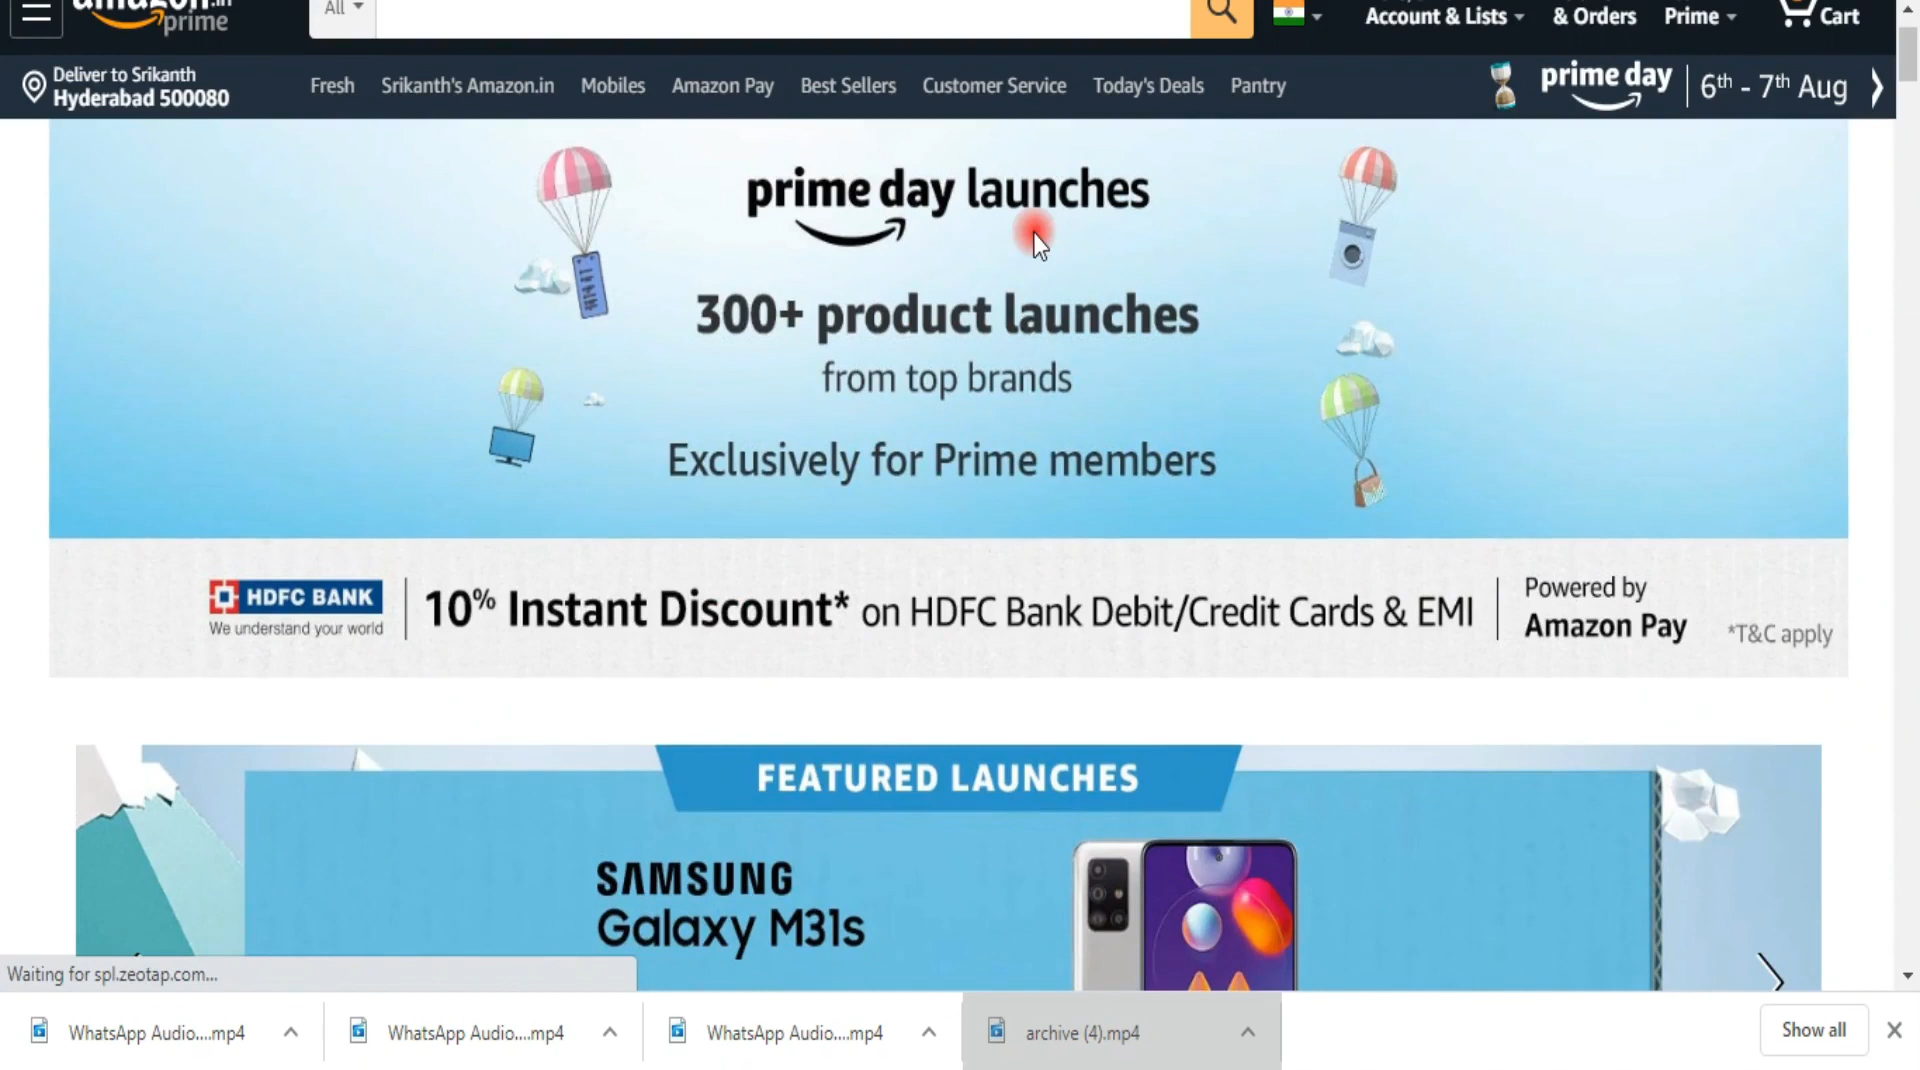 amazon.in
prime
All
Account & Lists
& Orders
Prime
Cart
Deliver to Srikanth
Hyderabad 500080
Fresh
Srikanth's Amazon.in
Mobiles
Amazon Pay
Best Sellers
Customer Service
Today's Deals
Pantry
prime day
6th - 7th Aug
prime day launches
300+ product launches
from top brands
Exclusively for Prime members
HDFC BANK
We understand your world
10% Instant Discount* on HDFC Bank Debit/Credit Cards & EMI
Powered by
Amazon Pay
*T&C apply
FEATURED LAUNCHES
SAMSUNG
Galaxy M31s
Waiting for spl.zeotap.com...
WhatsApp Audio....mp4
WhatsApp Audio....mp4
WhatsApp Audio....mp4
archive (4).mp4
Show all